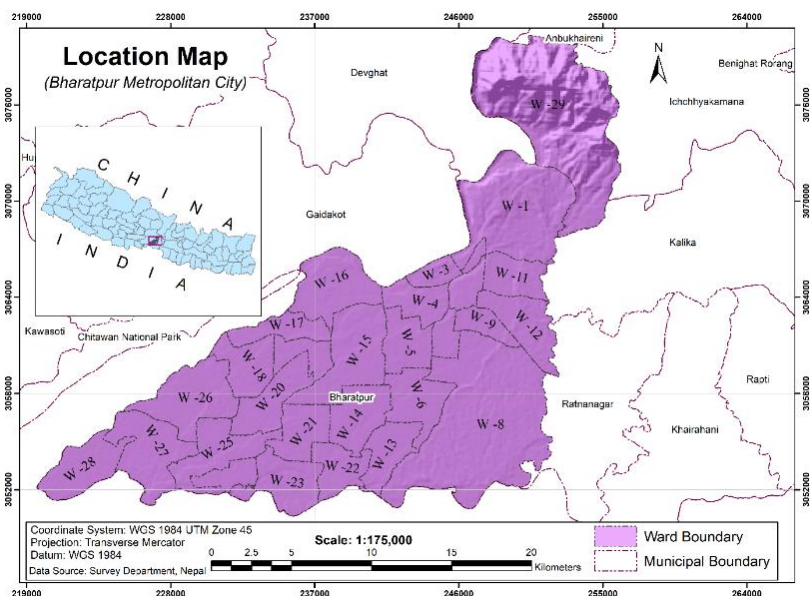 219000 228000 237000 246000 255000 264000
Location Map
(Bharatpur Metropolitan City)
N
Anbukhaireni
Benighat Rorang
Devghat
Ichchhyakamana
3076000 3076000
W -29
Hu
CHINA
INDIA
3070000 3070000
W -1
Gaidakot
Kalika
W -16
W -3
W -11
3064000 3064000
W -4
W -17
W -9
W -12
Kawasoti
Chitawan National Park
W -15
W -5
W -18
W -20
W -6
Rapti
3058000 3058000
W -26
Bharatpur
Ratnanagar
W -14
W -21
W -8
Khairahani
W -27
W -25
W -13
W -28
W -22
W -23
3052000 3052000
Coordinate System: WGS 1984 UTM Zone 45
Projection: Transverse Mercator
Datum: WGS 1984
Data Source: Survey Department, Nepal
Scale: 1:175,000
0 2.5 5 10 15 20
Kilometers
Ward Boundary
Municipal Boundary
219000 228000 237000 246000 255000 264000